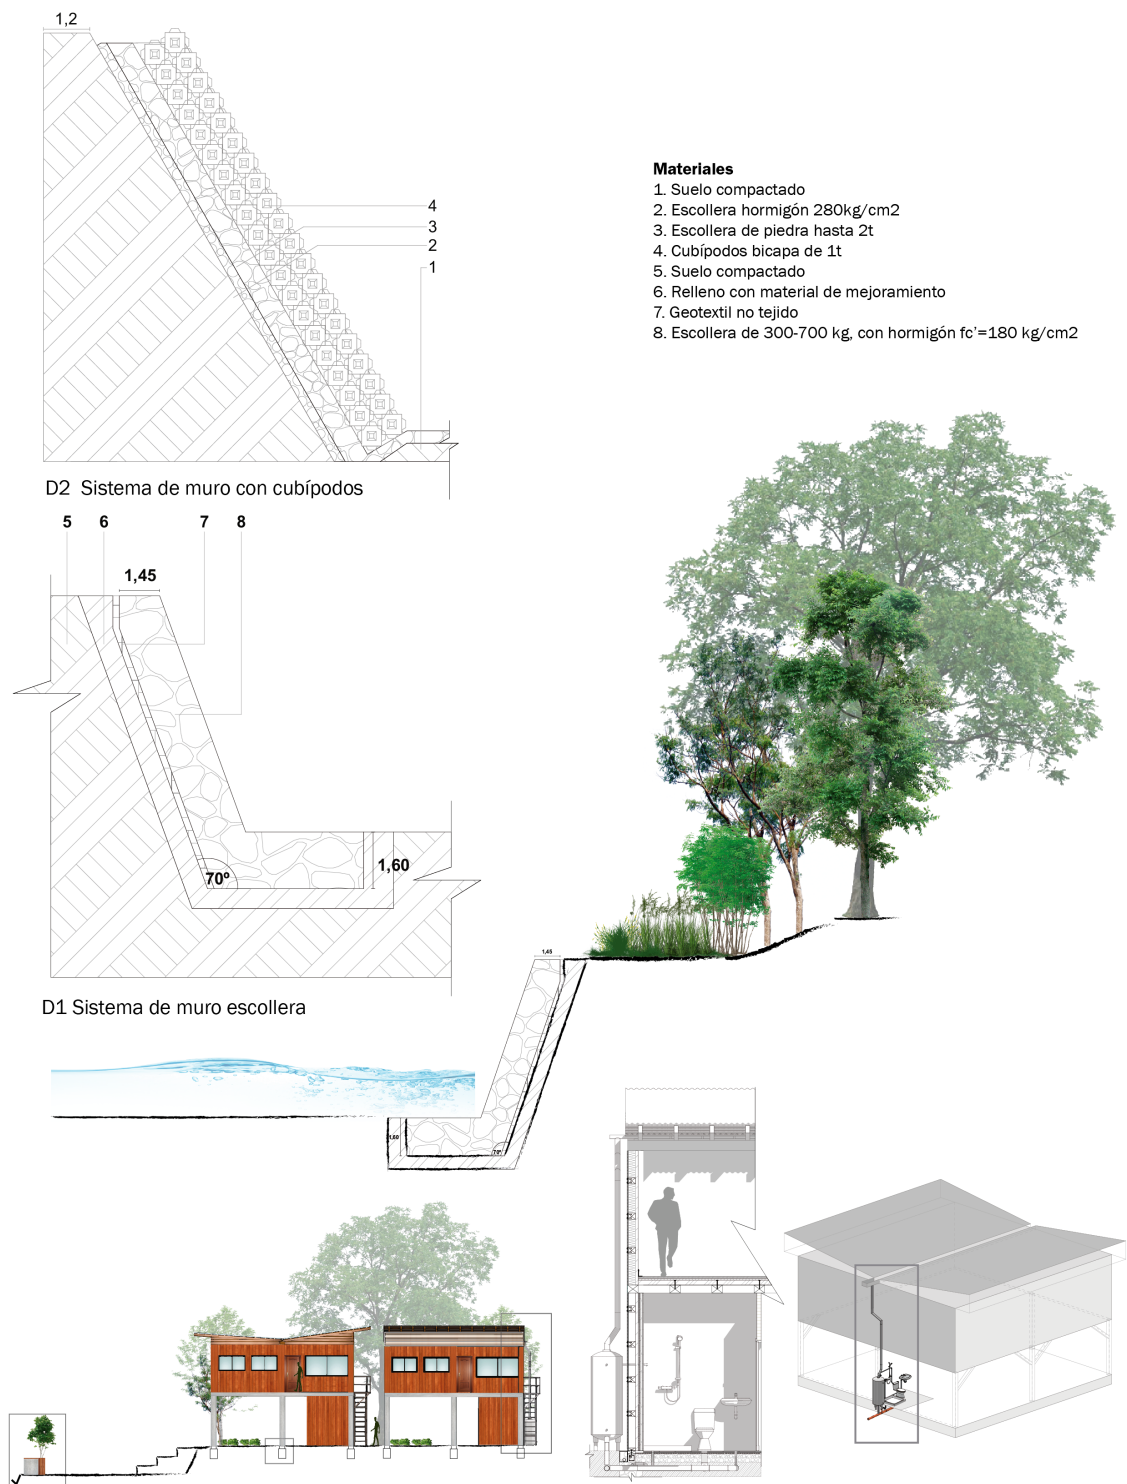 1,2
Materiales
1. Suelo compactado
2. Escollera hormigón 280kg/cm2
3. Escollera de piedra hasta 2t
4. Cubípodos bicapa de 1t
5. Suelo compactado
6. Relleno con material de mejoramiento
7. Geotextil no tejido
8. Escollera de 300-700 kg, con hormigón fc'=180 kg/cm2
4
3
2
1
D2 Sistema de muro con cubípodos
5 6 7 8
1,45
1,60
70º
D1 Sistema de muro escollera
1,45
1,60
70º